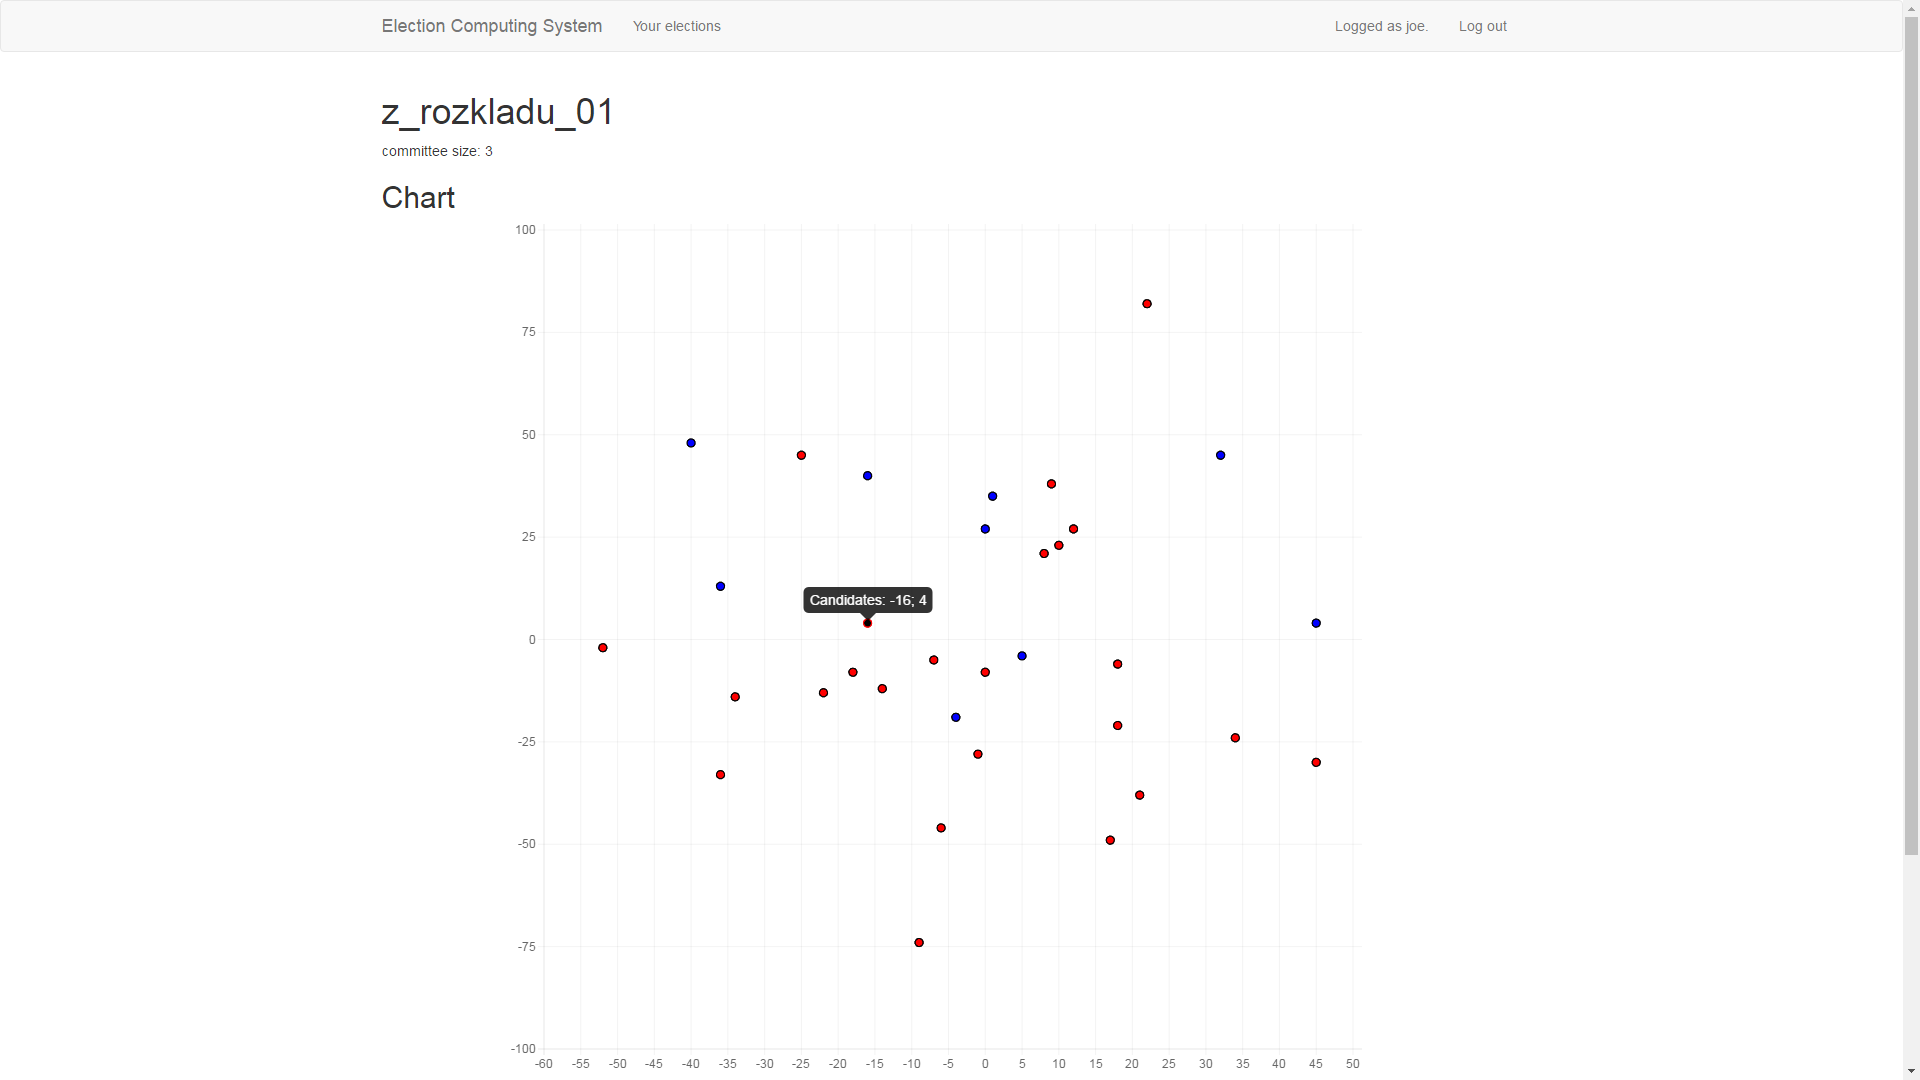 Election Computing System Your elections Logged as joe. Log out
z_rozkladu_01
committee size: 3
Chart
100
75
50
25
Candidates: -16; 4
0
-25
-50
-75
-100
-60 -55 -50 -45 -40 -35 -30 -25 -20 -15 -10 -5 0 5 10 15 20 25 30 35 40 45 50